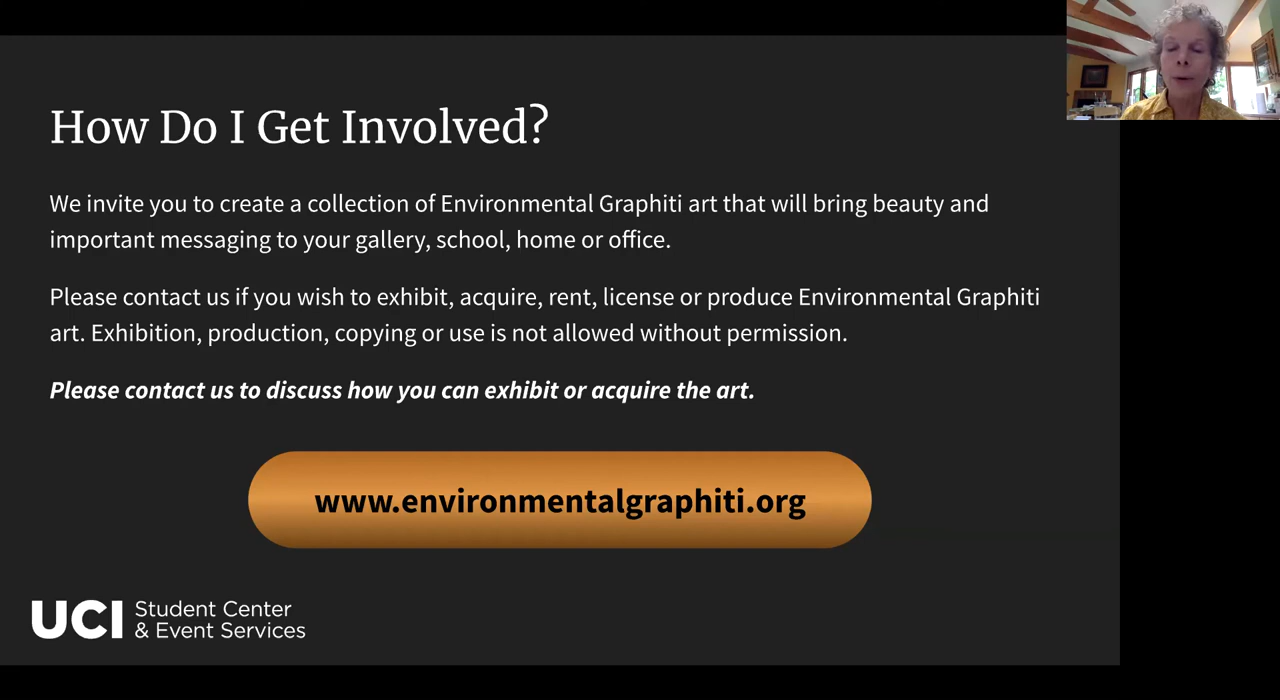 How Do I Get Involved?
We invite you to create a collection of Environmental Graphiti art that will bring beauty and
important messaging to your gallery, school, home or office.
Please contact us if you wish to exhibit, acquire, rent, license or produce Environmental Graphiti
art. Exhibition, production, copying or use is not allowed without permission.
Please contact us to discuss how you can exhibit or acquire the art.
www.environmentalgraphiti.org
UCI Student Center
& Event Services